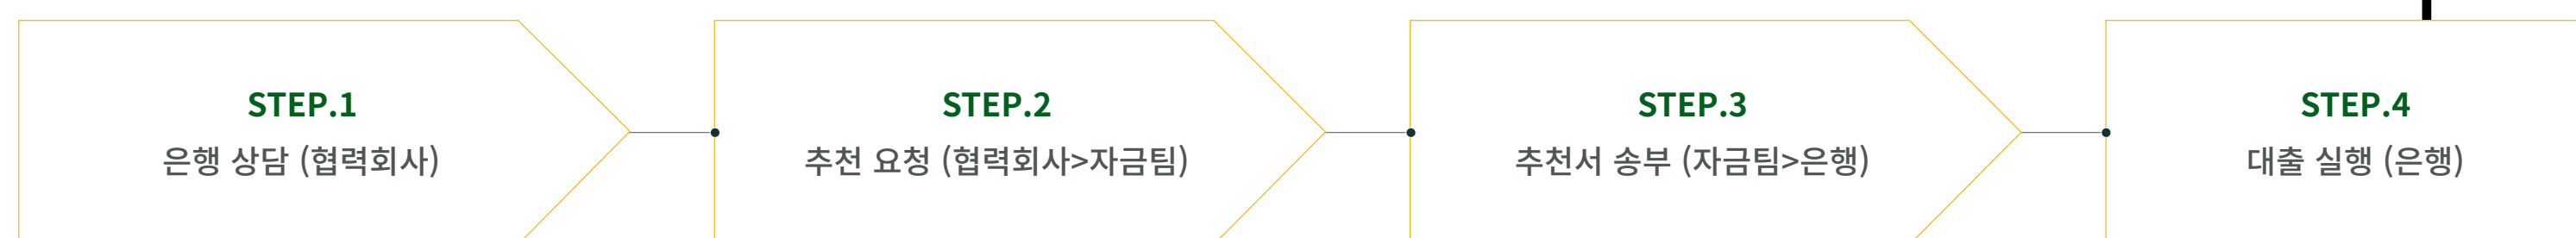 STEP.1
은행 상담 (협력회사)
STEP.2
추천 요청 (협력회사>자금팀)
STEP.3
추천서 송부 (자금팀>은행)
STEP.4
대출 실행 (은행)